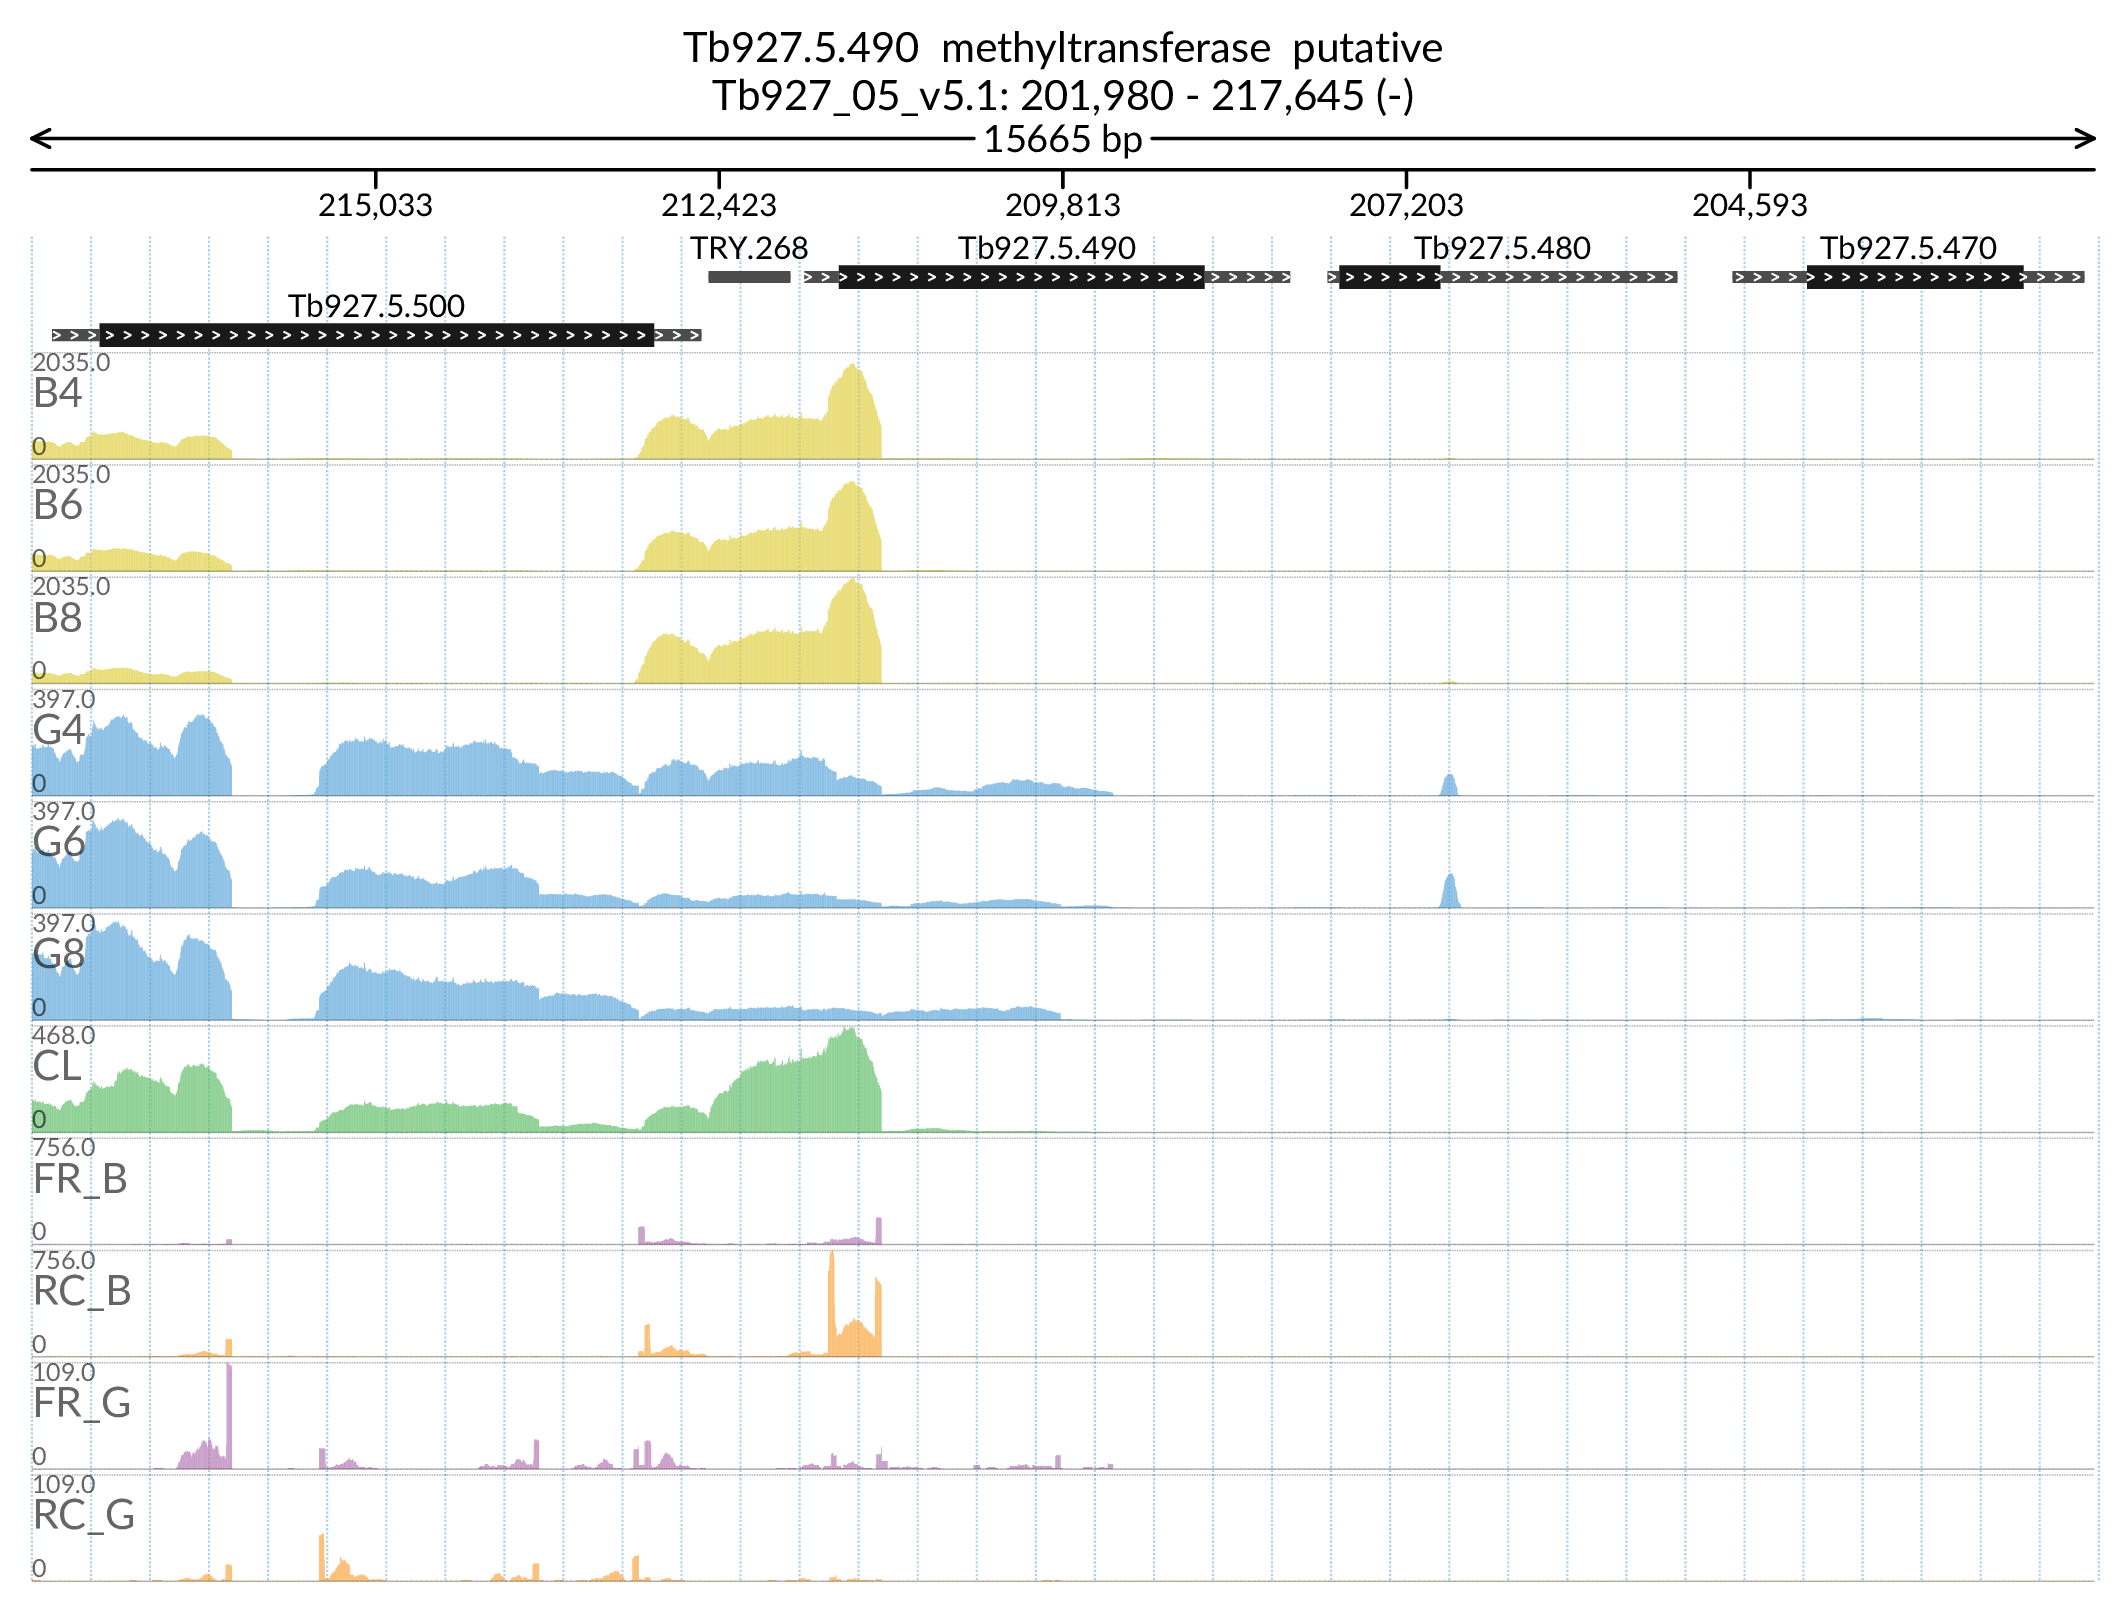 Tb927.5.490 methyltransferase putative
Tb927_05_v5.1: 201,980 - 217,645 (-)
15665 bp
215,033 212,423 209,813 207,203 204,593
TRY.268 Tb927.5.490 Tb927.5.480 Tb927.5.470
Tb927.5.500
2035.0
B4
0
2035.0
B6
0
2035.0
B8
0
397.0
G4
0
397.0
G6
0
397.0
G8
0
468.0
CL
0
756.0
FR_B
0
756.0
RC_B
0
109.0
FR_G
0
109.0
RC_G
0